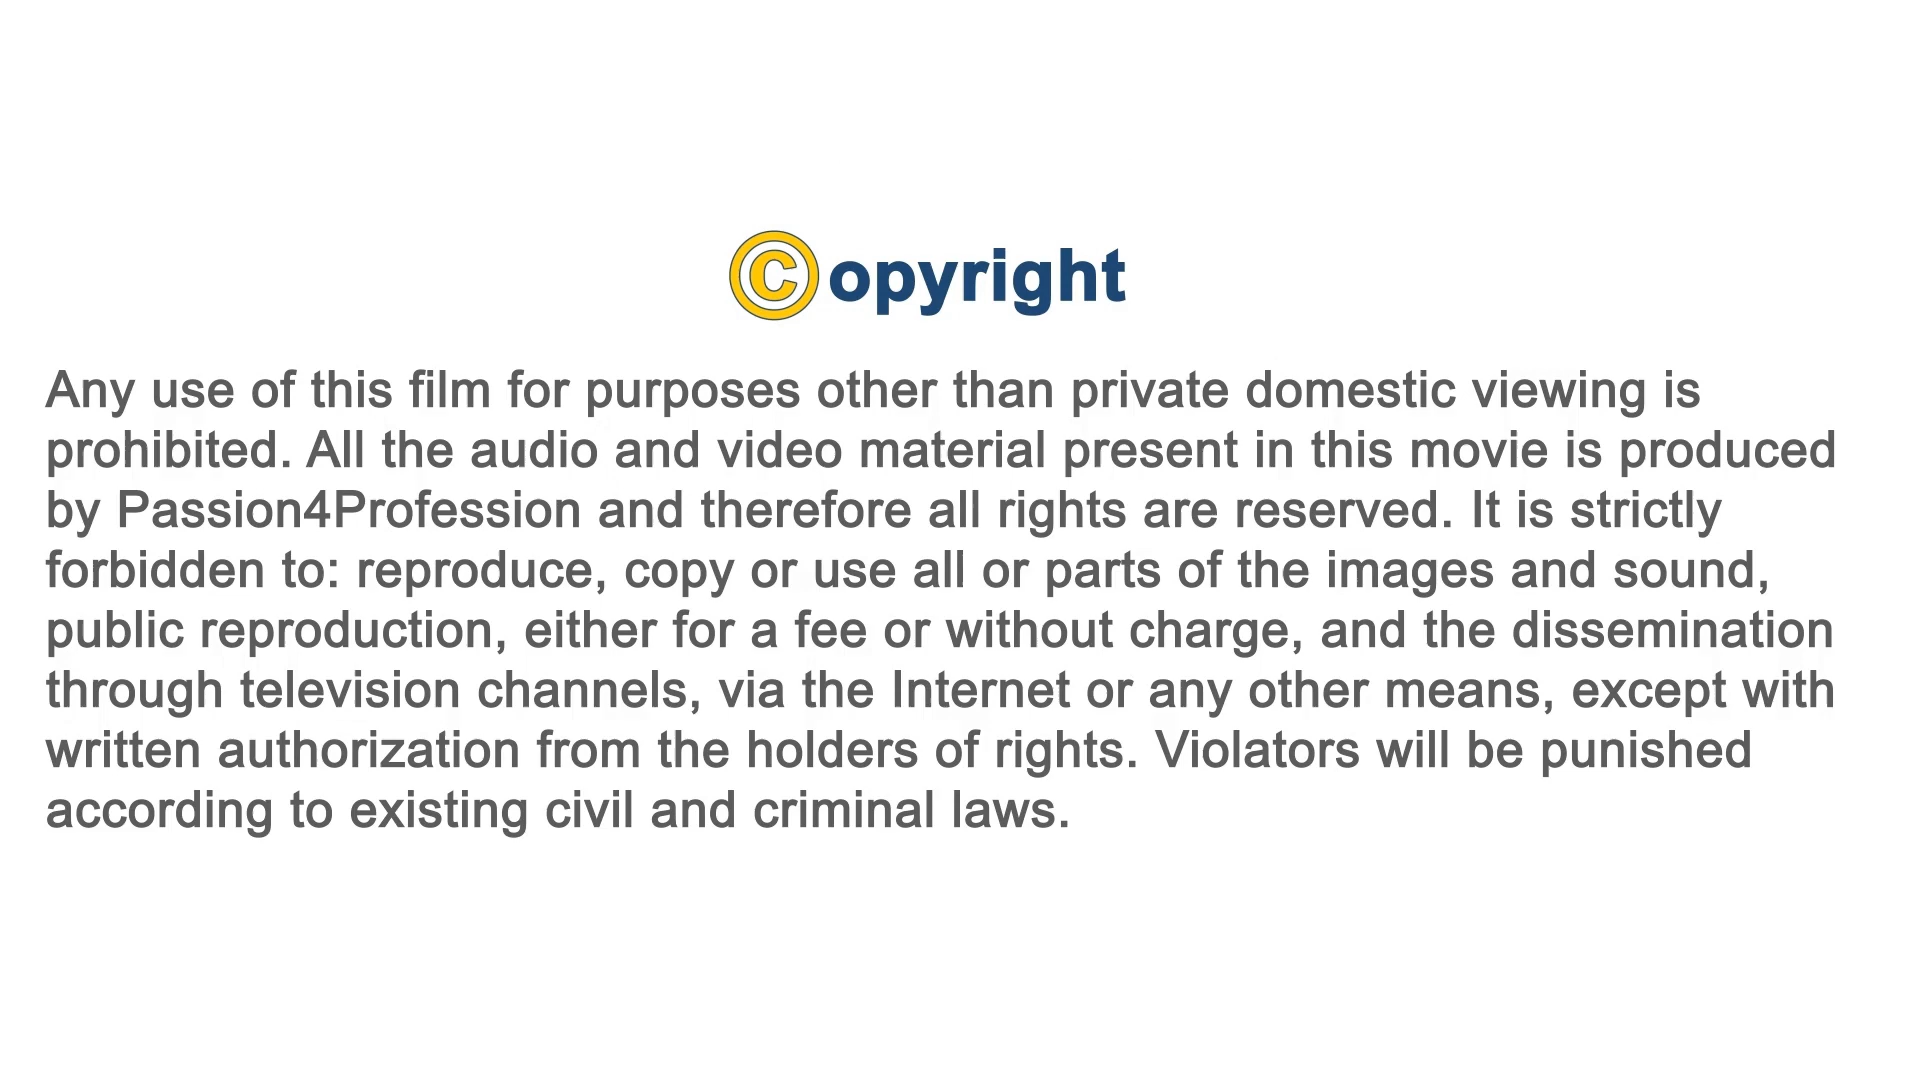 ©opyright
Any use of this film for purposes other than private domestic viewing is
prohibited. All the audio and video material present in this movie is produced
by Passion4Profession and therefore all rights are reserved. It is strictly
forbidden to: reproduce, copy or use all or parts of the images and sound,
public reproduction, either for a fee or without charge, and the dissemination
through television channels, via the Internet or any other means, except with
written authorization from the holders of rights. Violators will be punished
according to existing civil and criminal laws.